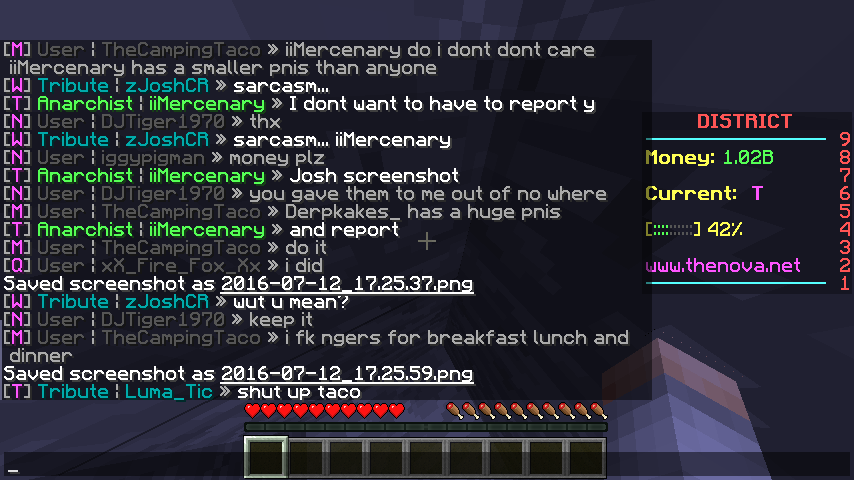 [M] User ¦ TheCampingTaco » iiMercenary do i dont dont care
iiMercenary has a smaller pnis than anyone
[W] Tribute ¦ zJoshCR » sarcasm...
[T] Anarchist ¦ iiMercenary » I dont want to have to report y
[N] User ¦ DJTiger1970 » thx
[W] Tribute ¦ zJoshCR » sarcasm... iiMercenary
[N] User ¦ iggypigman » money plz
[T] Anarchist ¦ iiMercenary » Josh screenshot
[N] User ¦ DJTiger1970 » you gave them to me out of no where
[M] User ¦ TheCampingTaco » Derpkakes_ has a huge pnis
[T] Anarchist ¦ iiMercenary » and report
[M] User ¦ TheCampingTaco » do it
[Q] User ¦ xX_Fire_Fox_Xx » i did
Saved screenshot as 2016-07-12_17.25.37.png
[W] Tribute ¦ zJoshCR » wut u mean?
[N] User ¦ DJTiger1970 » keep it
[M] User ¦ TheCampingTaco » i fk ngers for breakfast lunch and
dinner
Saved screenshot as 2016-07-12_17.25.59.png
[T] Tribute ¦ Luma_Tic » shut up taco
_
DISTRICT
9
Money: 1.02B 8
7
Current: T 6
5
[::::::::::] 42% 4
3
www.thenova.net 2
1